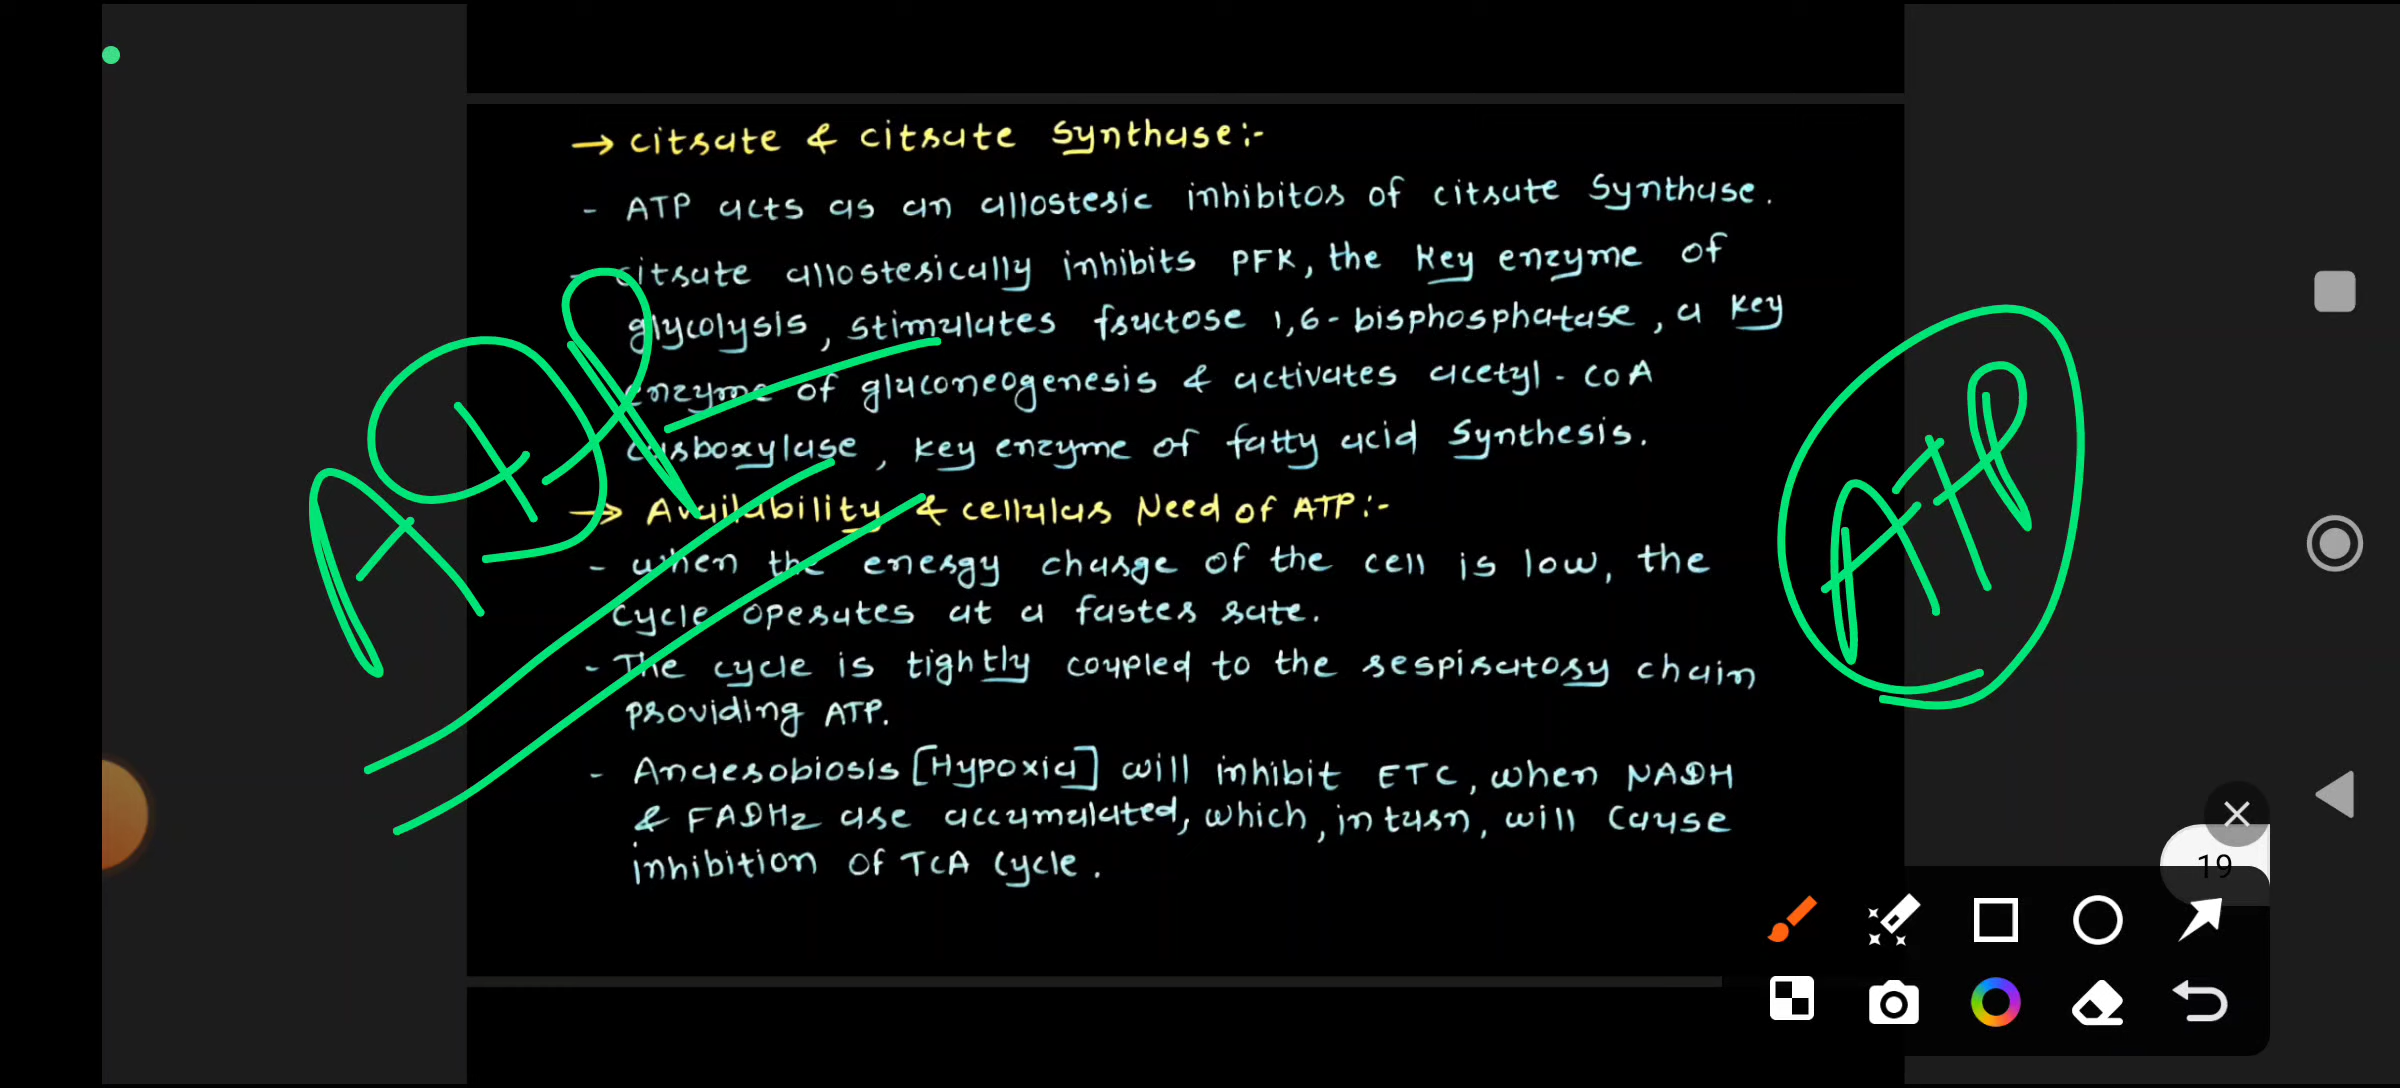 → Citrate & Citrate Synthase:-
- ATP acts as an allosteric inhibitor of citrate Synthase.
- Citrate allosterically inhibits PFK, the Key enzyme of
glycolysis, stimulates fructose 1,6-bisphosphatase, a key
enzyme of gluconeogenesis & activates acetyl-CoA
carboxylase, key enzyme of fatty acid Synthesis.
→ Availability & cellular Need of ATP:-
- when the energy charge of the cell is low, the
Cycle operates at a faster rate.
- The cycle is tightly coupled to the respiratory chain
providing ATP.
- Anaerobiosis [Hypoxia] will inhibit ETC, when NADH
& FADH2 are accumulated, which, in turn, will cause
inhibition of TCA Cycle.
ADP
ATP
19